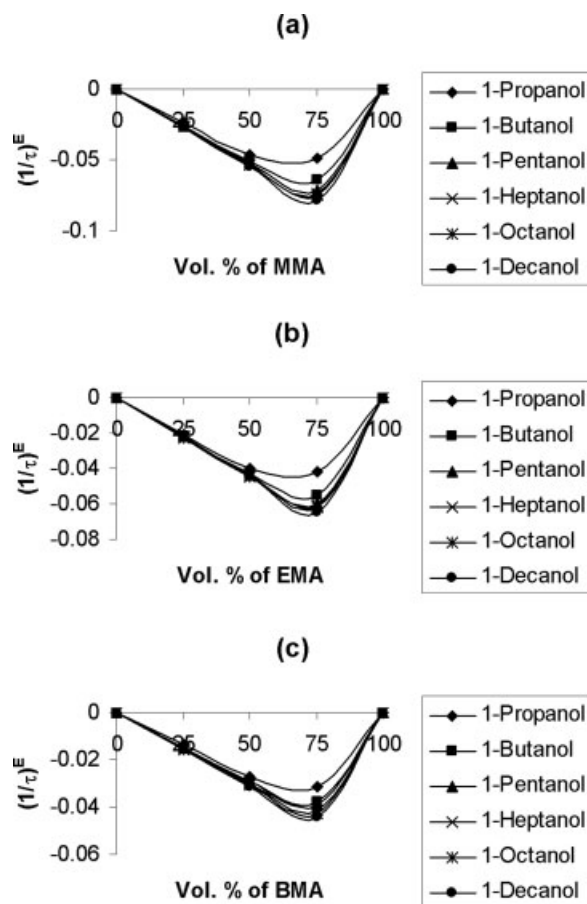 (a)
0
0 25 50 75 100
-0.05
-0.1
(1/τ)^E
Vol. % of MMA
1-Propanol
1-Butanol
1-Pentanol
1-Heptanol
1-Octanol
1-Decanol
(b)
0
0 25 50 75 100
-0.02
-0.04
-0.06
-0.08
(1/τ)^E
Vol. % of EMA
1-Propanol
1-Butanol
1-Pentanol
1-Heptanol
1-Octanol
1-Decanol
(c)
0
0 25 50 75 100
-0.02
-0.04
-0.06
(1/τ)^E
Vol. % of BMA
1-Propanol
1-Butanol
1-Pentanol
1-Heptanol
1-Octanol
1-Decanol